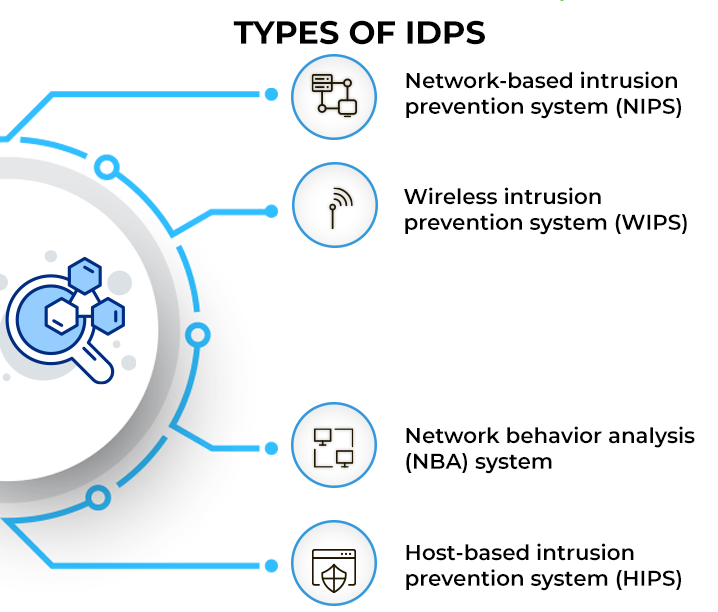 TYPES OF IDPS
Network-based intrusion
prevention system (NIPS)
Wireless intrusion
prevention system (WIPS)
Network behavior analysis
(NBA) system
Host-based intrusion
prevention system (HIPS)